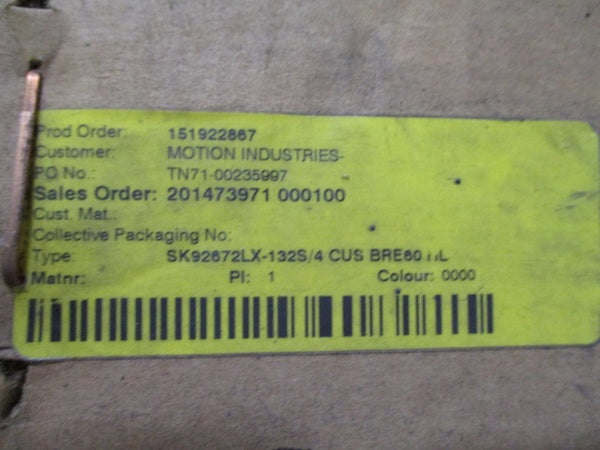 Prod Order: 151922867
Customer: MOTION INDUSTRIES-
PO No.: TN71-00235997
Sales Order: 201473971 000100
Cust. Mat.:
Collective Packaging No:
Type: SK92672LX-132S/4 CUS BRE60 HL
Matnr: PI: 1 Colour: 0000